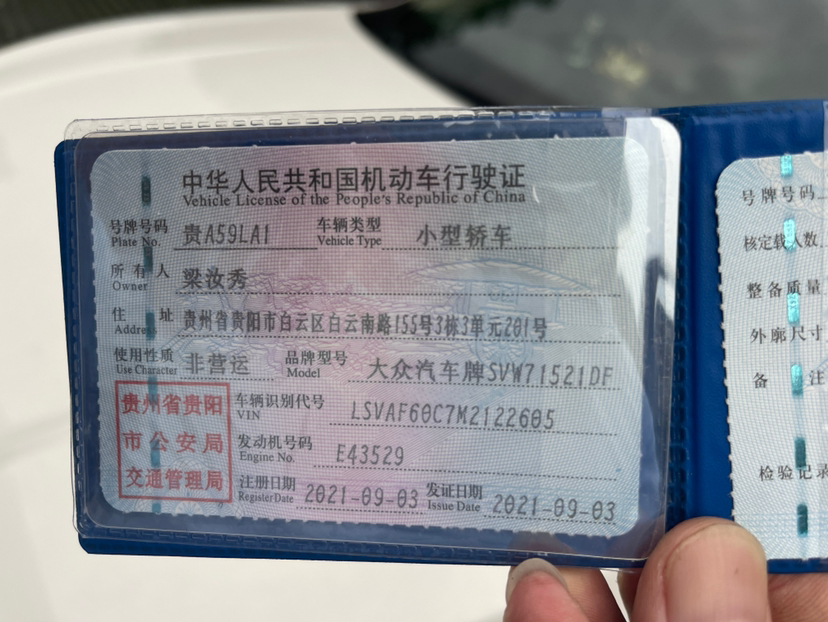 中华人民共和国机动车行驶证
Vehicle License of the People's Republic of China
号牌号码 贵A59LA1 车辆类型 小型轿车
Plate No. Vehicle Type
所有人 梁汝秀
Owner
住址 贵州省贵阳市白云区白云南路155号3栋3单元201号
Address
使用性质 非营运 品牌型号 大众汽车牌SVW71521DF
Use Character Model
车辆识别代号 LSVAF60C7M2122605
VIN
发动机号码 E43529
Engine No.
注册日期 2021-09-03 发证日期 2021-09-03
Register Date Issue Date
贵州省贵阳
市公安局
交通管理局
号牌号码
核定载人数
整备质量
外廓尺寸
备注
检验记录